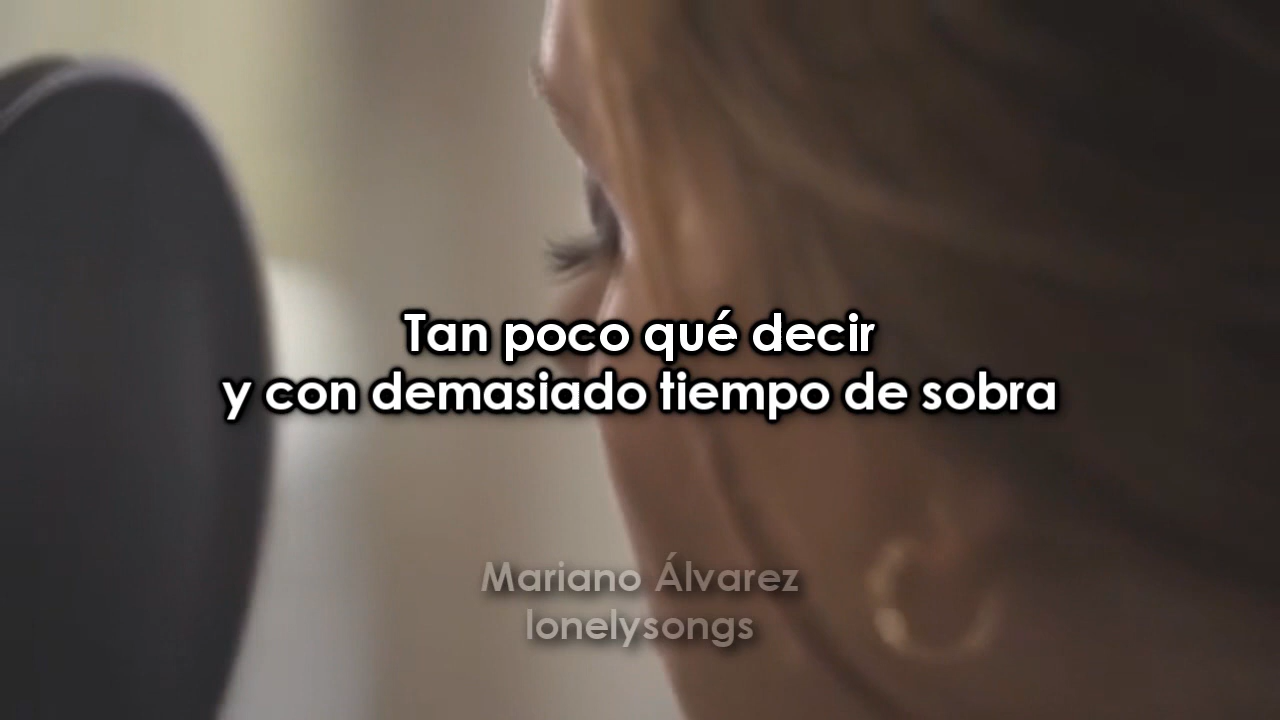 Tan poco qué decir
y con demasiado tiempo de sobra
Mariano Álvarez
lonelysongs